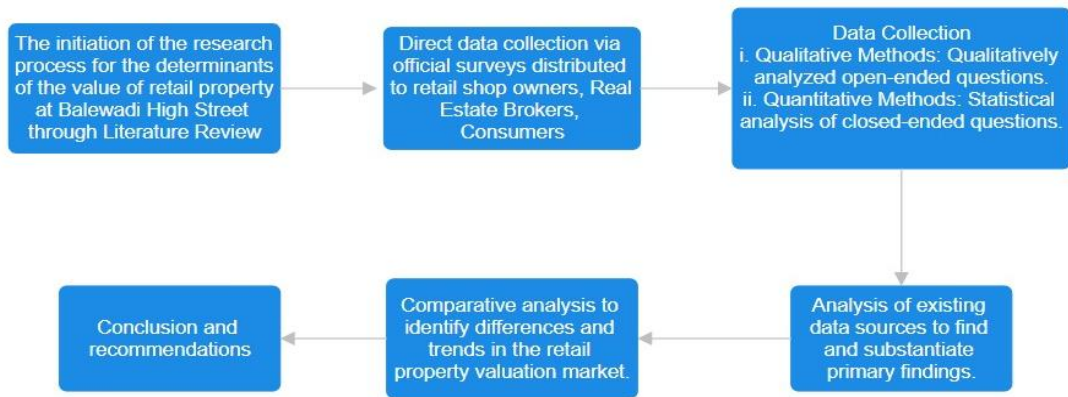 The initiation of the research
process for the determinants
of the value of retail property
at Balewadi High Street
through Literature Review
Direct data collection via
official surveys distributed
to retail shop owners, Real
Estate Brokers,
Consumers
Data Collection
i. Qualitative Methods: Qualitatively
analyzed open-ended questions.
ii. Quantitative Methods: Statistical
analysis of closed-ended questions.
Analysis of existing
data sources to find
and substantiate
primary findings.
Comparative analysis to
identify differences and
trends in the retail
property valuation market.
Conclusion and
recommendations